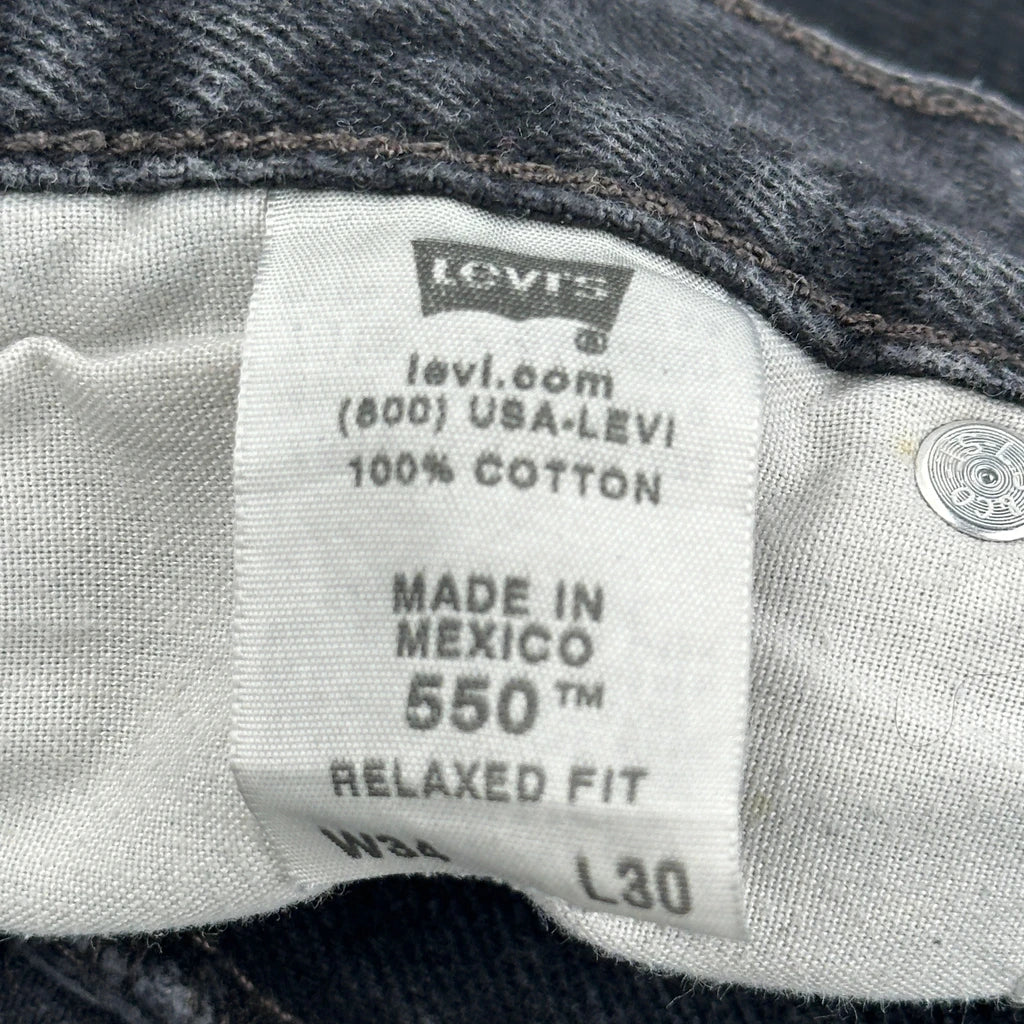 LEVI'S
®
levi.com
(800) USA-LEVI
100% COTTON
MADE IN
MEXICO
550™
RELAXED FIT
W34 L30